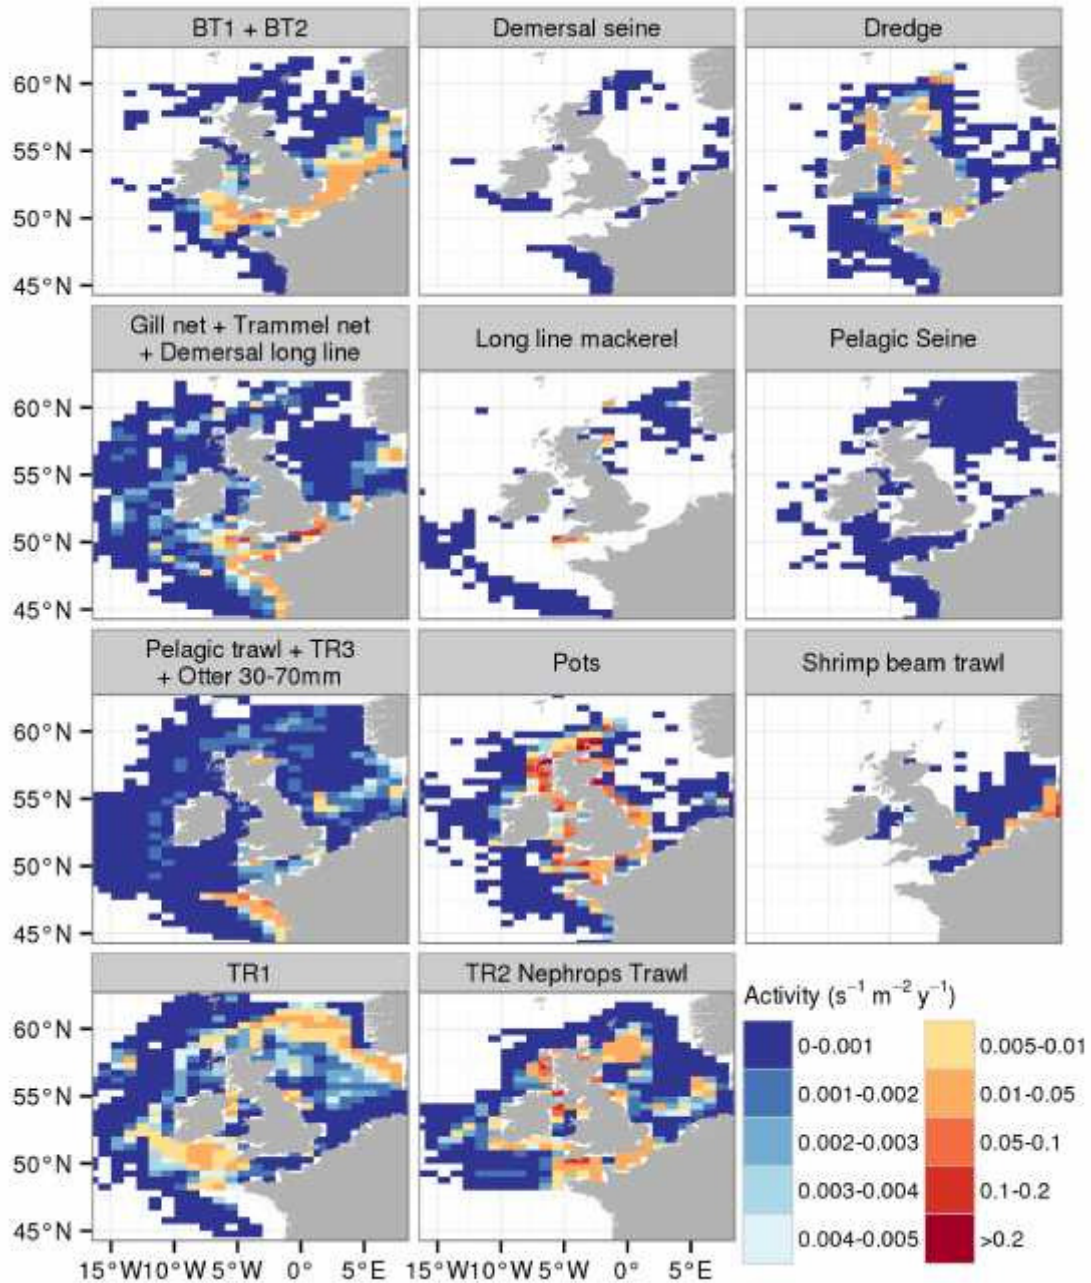 BT1 + BT2
Demersal seine
Dredge
60°N
55°N
50°N
45°N
Gill net + Trammel net
+ Demersal long line
Long line mackerel
Pelagic Seine
60°N
55°N
50°N
45°N
Pelagic trawl + TR3
+ Otter 30-70mm
Pots
Shrimp beam trawl
60°N
55°N
50°N
45°N
TR1
TR2 Nephrops Trawl
60°N
55°N
50°N
45°N
15°W 10°W 5°W 0° 5°E
15°W 10°W 5°W 0° 5°E
Activity (s⁻¹ m⁻² y⁻¹)
0-0.001
0.001-0.002
0.002-0.003
0.003-0.004
0.004-0.005
0.005-0.01
0.01-0.05
0.05-0.1
0.1-0.2
>0.2